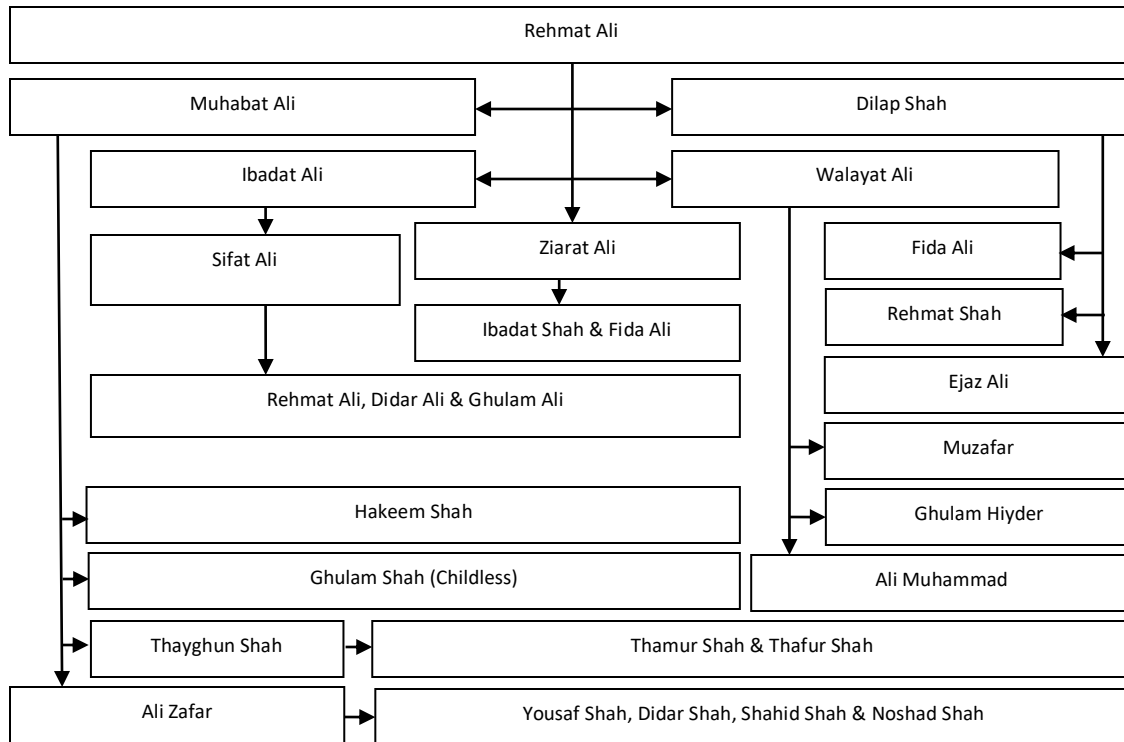 Rehmat Ali
Muhabat Ali
Dilap Shah
Ibadat Ali
Walayat Ali
Sifat Ali
Ziarat Ali
Fida Ali
Ibadat Shah & Fida Ali
Rehmat Shah
Rehmat Ali, Didar Ali & Ghulam Ali
Ejaz Ali
Muzafar
Hakeem Shah
Ghulam Hiyder
Ghulam Shah (Childless)
Ali Muhammad
Thayghun Shah
Thamur Shah & Thafur Shah
Ali Zafar
Yousaf Shah, Didar Shah, Shahid Shah & Noshad Shah